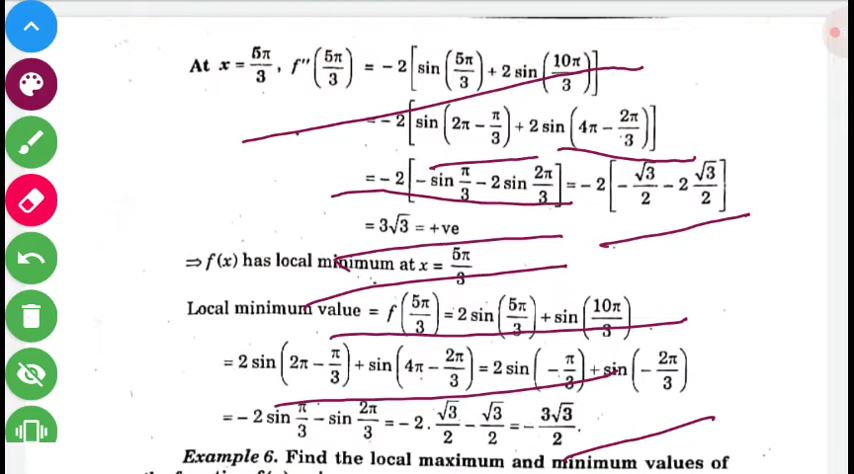 At x = 5π/3, f″(5π/3) = − 2[sin(5π/3) + 2 sin(10π/3)]
= − 2[sin(2π − π/3) + 2 sin(4π − 2π/3)]
= − 2[− sin π/3 − 2 sin 2π/3] = − 2[− √3/2 − 2 √3/2]
= 3√3 = +ve
⇒ f(x) has local minimum at x = 5π/3
Local minimum value = f(5π/3) = 2 sin(5π/3) + sin(10π/3)
= 2 sin(2π − π/3) + sin(4π − 2π/3) = 2 sin(− π/3) + sin(− 2π/3)
= − 2 sin π/3 − sin 2π/3 = − 2 . √3/2 − √3/2 = − 3√3/2.
Example 6. Find the local maximum and minimum values of